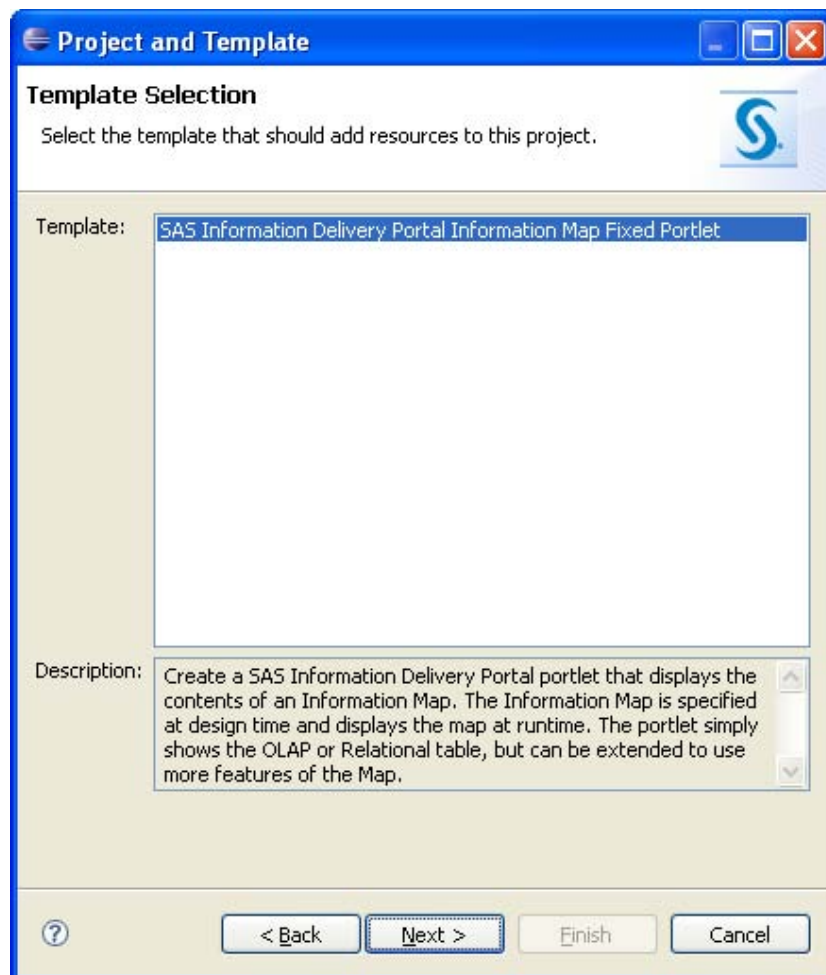 Project and Template
Template Selection
Select the template that should add resources to this project.
S.
Template:
SAS Information Delivery Portal Information Map Fixed Portlet
Description:
Create a SAS Information Delivery Portal portlet that displays the
contents of an Information Map. The Information Map is specified
at design time and displays the map at runtime. The portlet simply
shows the OLAP or Relational table, but can be extended to use
more features of the Map.
?
< Back
Next >
Finish
Cancel